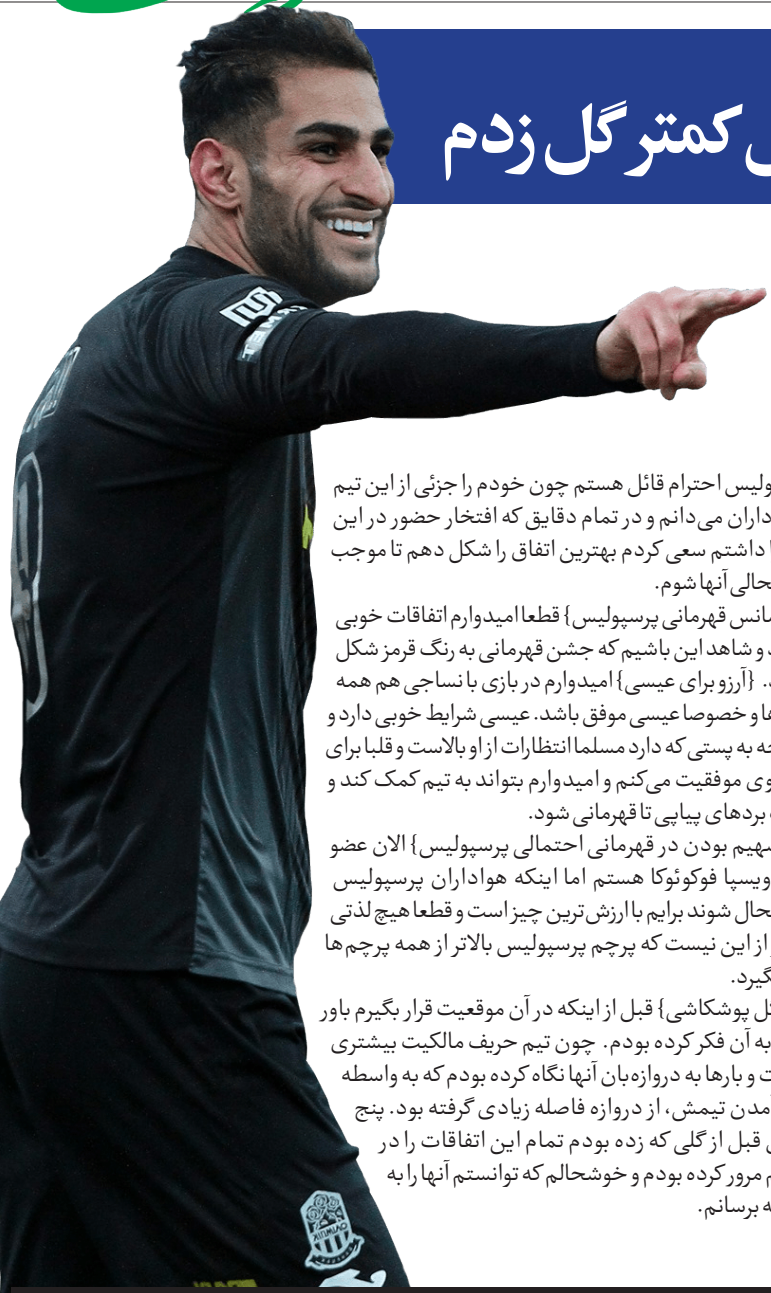 کمتر گل زدم
احترام قائل هستم چون خودم را جزئی از این تیم
می‌دانم و در تمام دقایق که افتخار حضور در این
داشتم سعی کردم بهترین اتفاق را شکل دهم تا موجب
آنها شوم.
قهرمانی پرسپولیس} قطعا امیدوارم اتفاقات خوبی
و شاهد این باشیم که جشن قهرمانی به رنگ قرمز شکل
{آرزو برای عیسی} امیدوارم در بازی با نساجی هم همه
و خصوصا عیسی موفق باشد. عیسی شرایط خوبی دارد و
به پستی که دارد مسلما انتظارات از او بالاست و قلبا برای
وی موفقیت می‌کنم و امیدوارم بتواند به تیم کمک کند و
بردهای پیاپی تا قهرمانی شود.
سهیم بودن در قهرمانی احتمالی پرسپولیس} الان عضو
فوکوئوکا هستم اما اینکه هواداران پرسپولیس
شوند برایم با ارزش‌ترین چیز است و قطعا هیچ لذتی
از این نیست که پرچم پرسپولیس بالاتر از همه پرچم‌ها
پوشکاشی} قبل از اینکه در آن موقعیت قرار بگیرم باور
به آن فکر کرده بودم. چون تیم حریف مالکیت بیشتری
و بارها به دروازه‌بان آنها نگاه کرده بودم که به واسطه
تیمش، از دروازه فاصله زیادی گرفته بود. پنج
قبل از گلی که زده بودم تمام این اتفاقات را در
مرور کرده بودم و خوشحالم که توانستم آنها را به
برسانم.